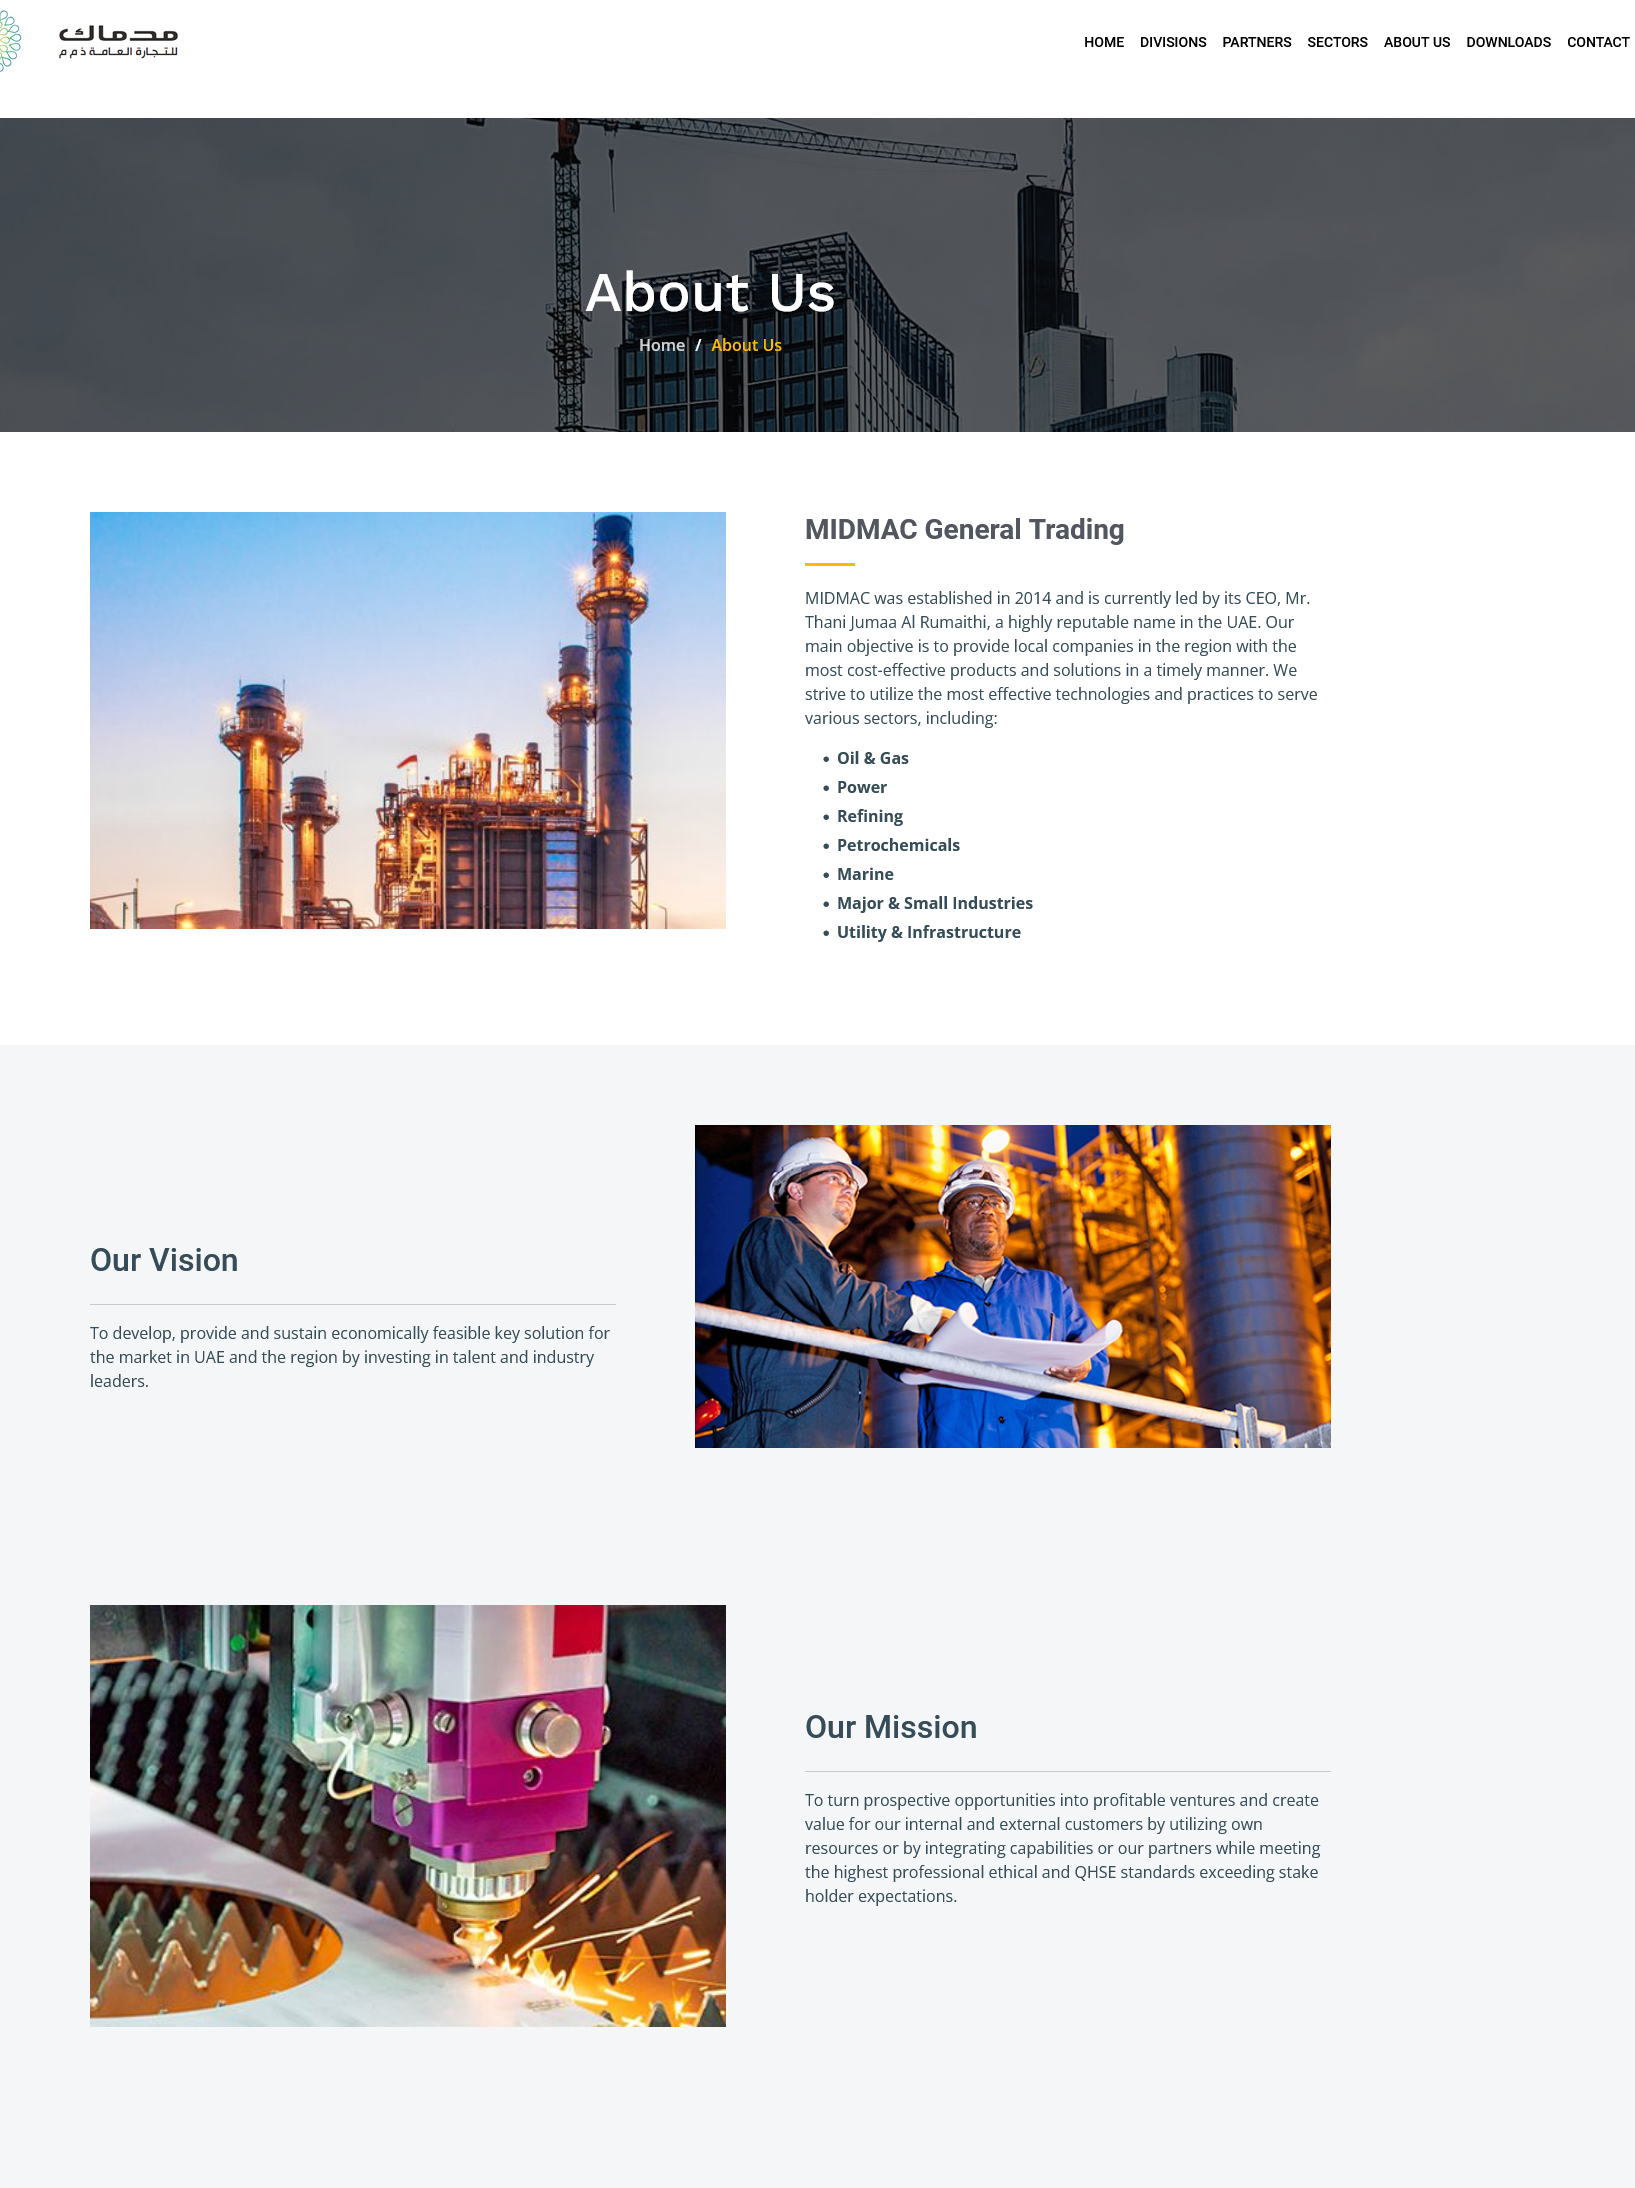 مدماك
للتجارة العامة ذ م م
HOME DIVISIONS PARTNERS SECTORS ABOUT US DOWNLOADS CONTACT
About Us
Home / About Us
MIDMAC General Trading
MIDMAC was established in 2014 and is currently led by its CEO, Mr.
Thani Jumaa Al Rumaithi, a highly reputable name in the UAE. Our
main objective is to provide local companies in the region with the
most cost-effective products and solutions in a timely manner. We
strive to utilize the most effective technologies and practices to serve
various sectors, including:
• Oil & Gas
• Power
• Refining
• Petrochemicals
• Marine
• Major & Small Industries
• Utility & Infrastructure
Our Vision
To develop, provide and sustain economically feasible key solution for
the market in UAE and the region by investing in talent and industry
leaders.
Our Mission
To turn prospective opportunities into profitable ventures and create
value for our internal and external customers by utilizing own
resources or by integrating capabilities or our partners while meeting
the highest professional ethical and QHSE standards exceeding stake
holder expectations.